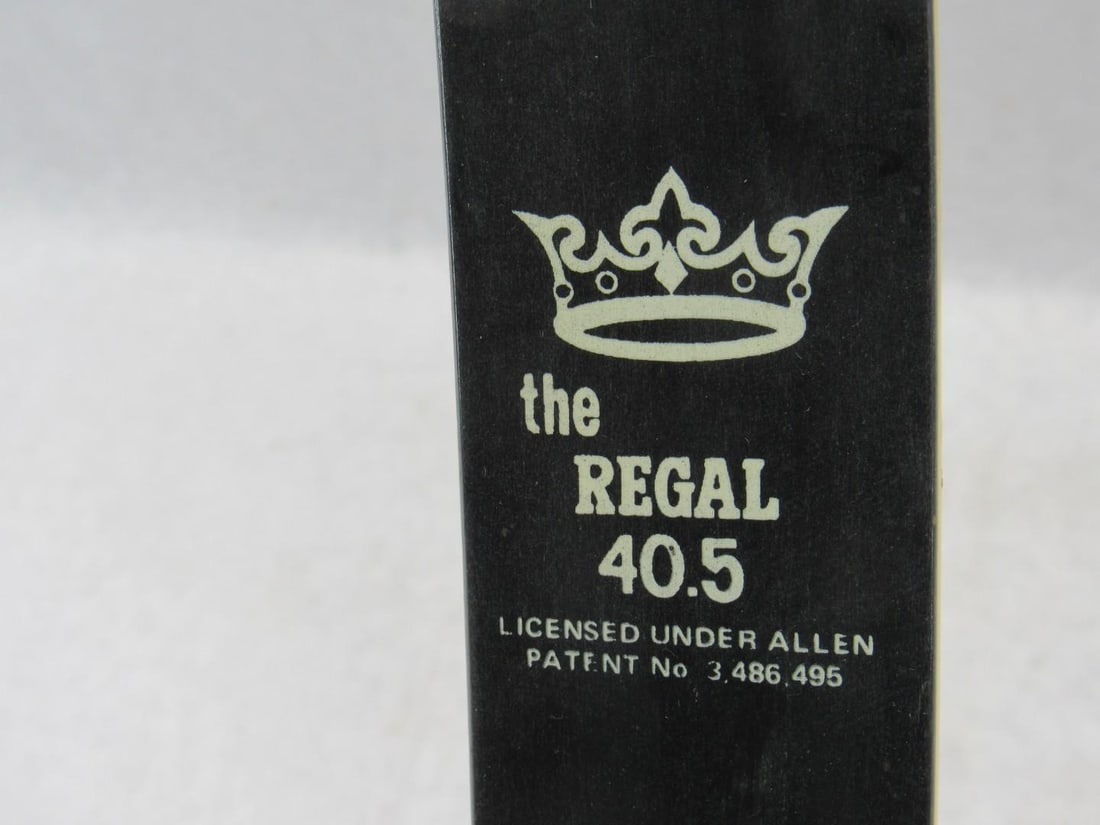 the
REGAL
40.5
LICENSED UNDER ALLEN
PATENT No 3,486,495